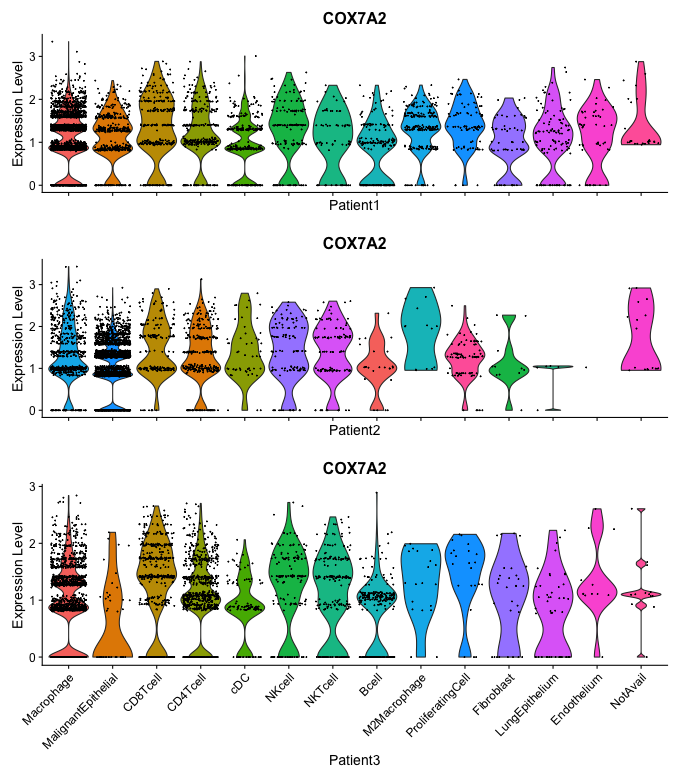 COX7A2
Expression Level
3
2
1
0
Patient1
COX7A2
Expression Level
3
2
1
0
Patient2
COX7A2
Expression Level
3
2
1
0
Macrophage
MalignantEpithelial
CD8Tcell
CD4Tcell
cDC
NKcell
NKTcell
Bcell
M2Macrophage
ProliferatingCell
Fibroblast
LungEpithelium
Endothelium
NotAvail
Patient3